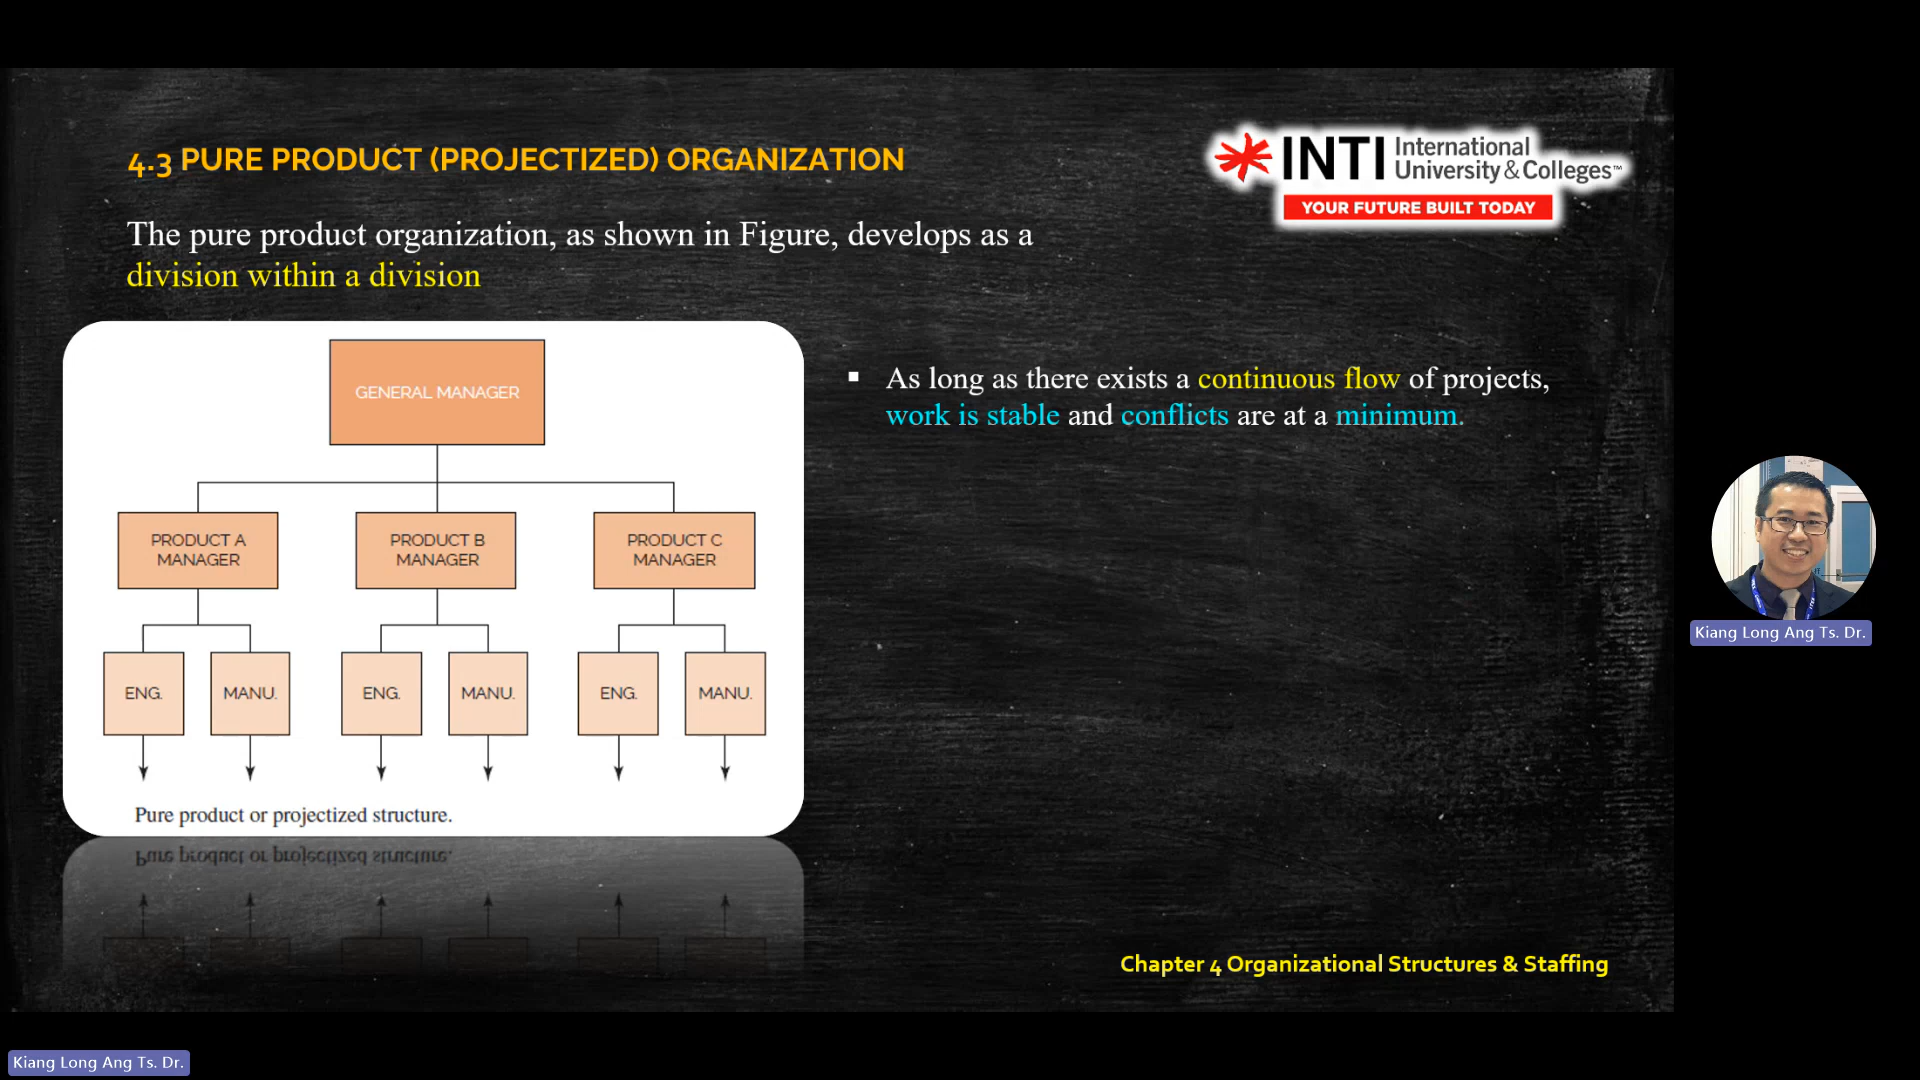 4.3 PURE PRODUCT (PROJECTIZED) ORGANIZATION
INTI International
University & Colleges™
YOUR FUTURE BUILT TODAY
The pure product organization, as shown in Figure, develops as a
division within a division
GENERAL MANAGER
PRODUCT A
MANAGER
PRODUCT B
MANAGER
PRODUCT C
MANAGER
ENG.
MANU.
ENG.
MANU.
ENG.
MANU.
Pure product or projectized structure.
▪ As long as there exists a continuous flow of projects,
work is stable and conflicts are at a minimum.
Chapter 4 Organizational Structures & Staffing
Kiang Long Ang Ts. Dr.
Kiang Long Ang Ts. Dr.